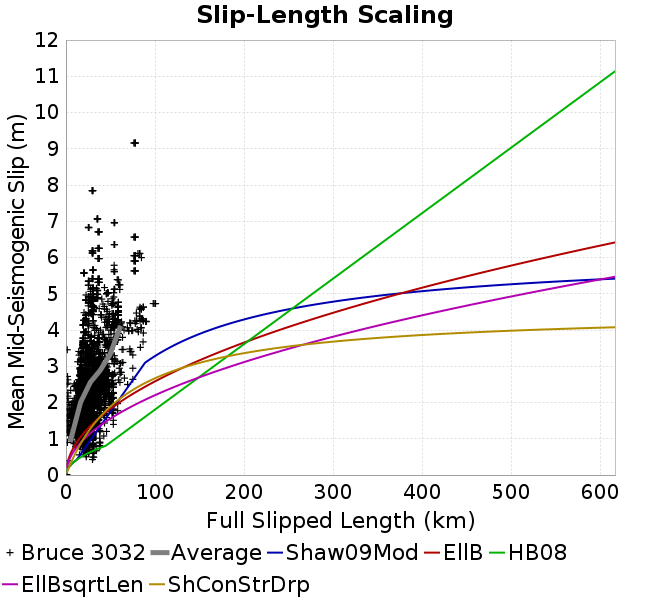 Slip-Length Scaling
Mean Mid-Seismogenic Slip (m)
12
11
10
9
8
7
6
5
4
3
2
1
0
0 100 200 300 400 500 600
Full Slipped Length (km)
Bruce 3032 Average Shaw09Mod EllB HB08
EllBsqrtLen ShConStrDrp